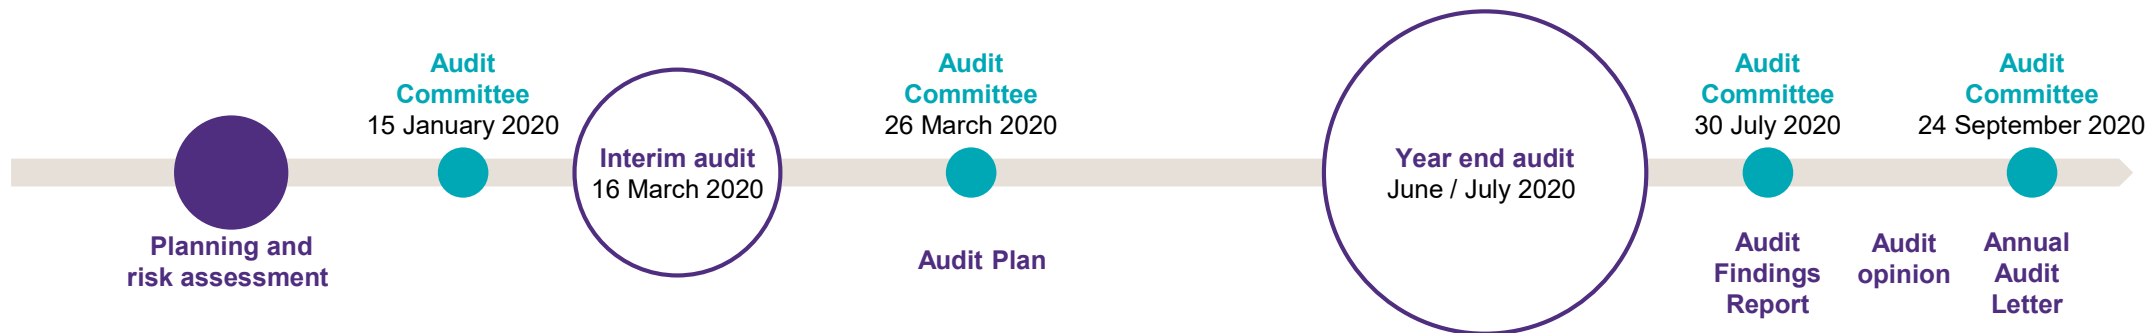 Planning and
risk assessment
Audit
Committee
15 January 2020
Interim audit
16 March 2020
Audit
Committee
26 March 2020
Audit Plan
Year end audit
June / July 2020
Audit
Committee
30 July 2020
Audit
Findings
Report
Audit
opinion
Audit
Committee
24 September 2020
Annual
Audit
Letter